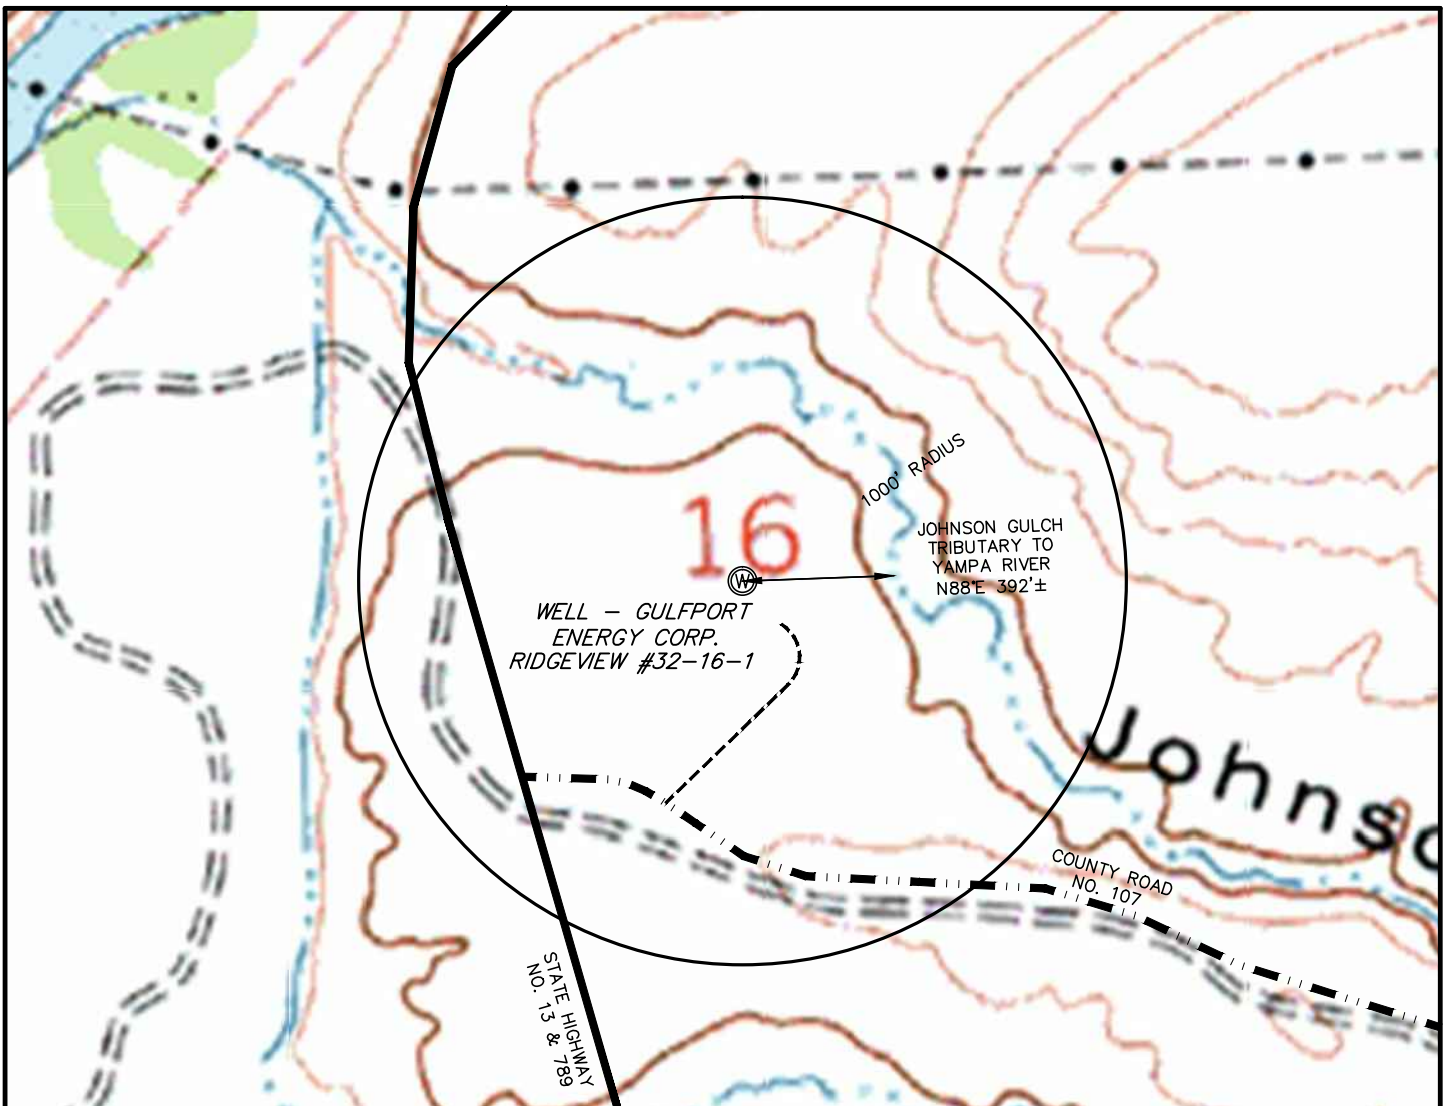 1000' RADIUS
16
JOHNSON GULCH
TRIBUTARY TO
YAMPA RIVER
N88°E 392'±
W
WELL – GULFPORT
ENERGY CORP.
RIDGEVIEW #32-16-1
Johnso
COUNTY ROAD
NO. 107
STATE HIGHWAY
NO. 13 & 789